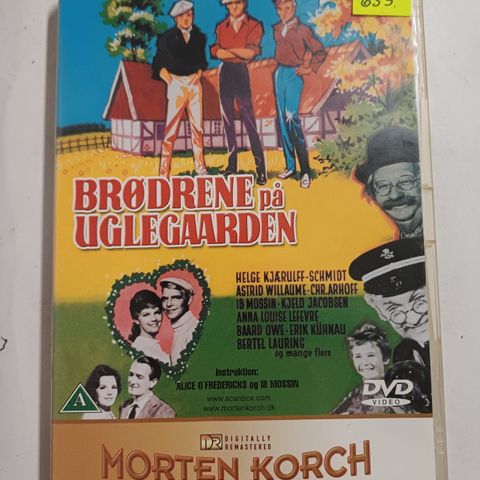 639.
BRØDRENE på
UGLEGAARDEN
HELGE KJÆRULFF-SCHMIDT
ASTRID WILLAUME · CHR. ARHOFF
IB MOSSIN · KJELD JACOBSEN
ANNA LOUISE LEFEVRE
BAARD OWE · ERIK KÜHNAU
BERTEL LAURING
og mange flere
Instruktion:
ALICE O'FREDERICKS og IB MOSSIN
www.scanbox.com
www.mortenkorch.dk
A
DVD
VIDEO
DR DIGITALLY
REMASTERED
MORTEN KORCH